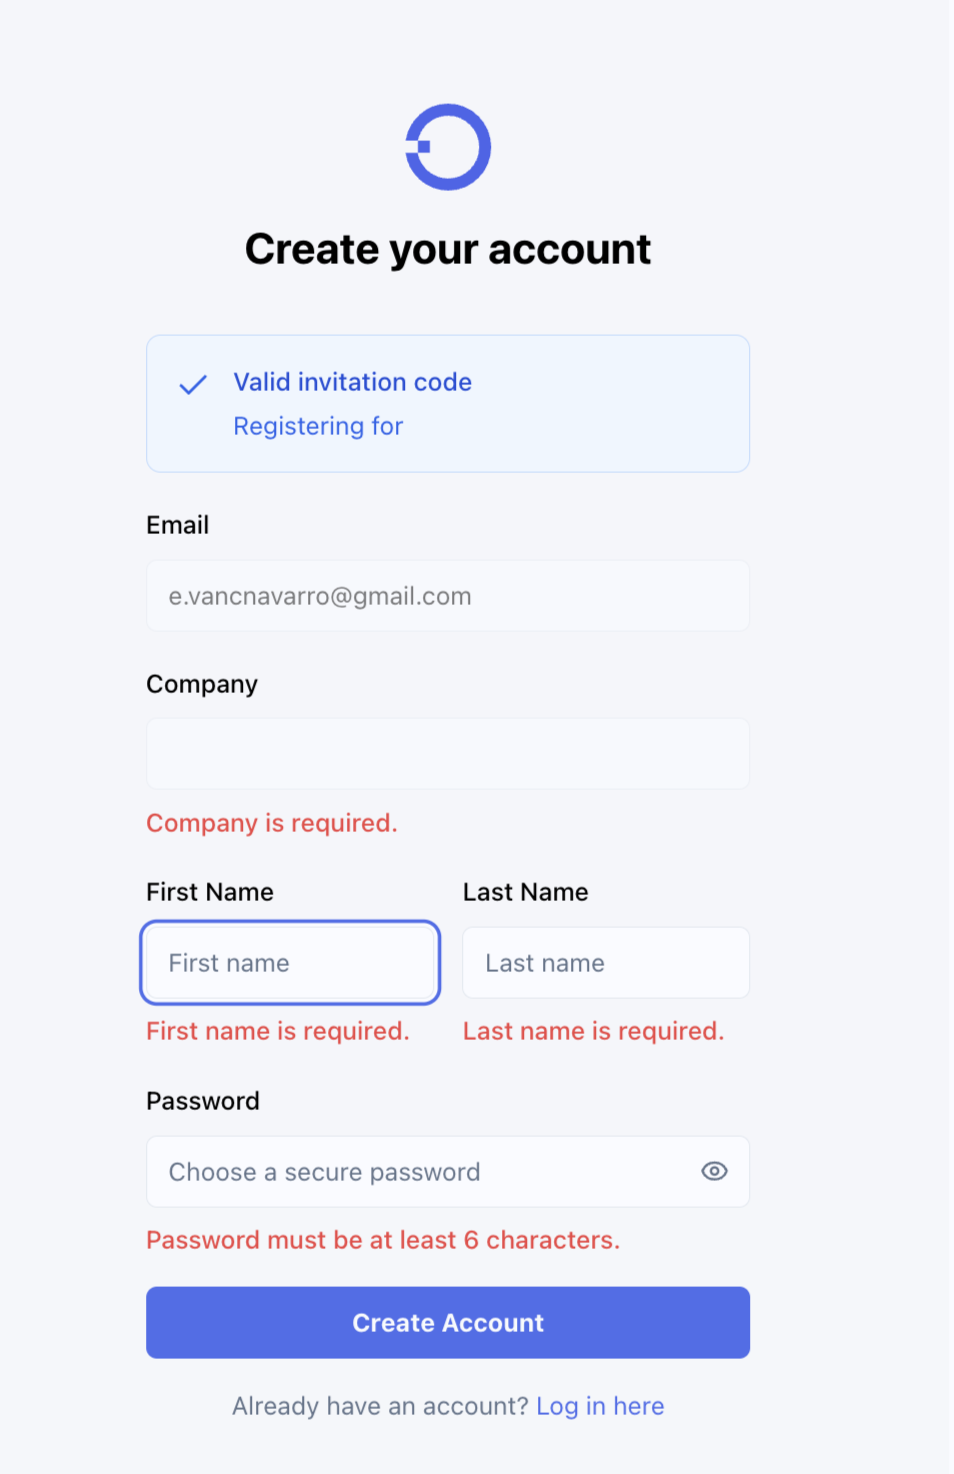 Create your account
Valid invitation code
Registering for
Email
e.vancnavarro@gmail.com
Company
Company is required.
First Name Last Name
First name Last name
First name is required. Last name is required.
Password
Choose a secure password
Password must be at least 6 characters.
Create Account
Already have an account? Log in here